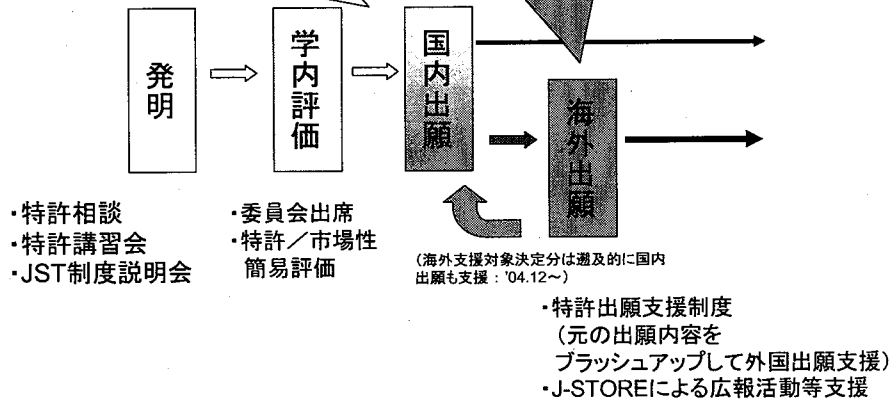 発明
学内評価
国内出願
海外出願
・特許相談
・特許講習会
・JST制度説明会
・委員会出席
・特許／市場性
簡易評価
(海外支援対象決定分は遡及的に国内
出願も支援：'04.12～)
・特許出願支援制度
(元の出願内容を
ブラッシュアップして外国出願支援)
・J-STOREによる広報活動等支援